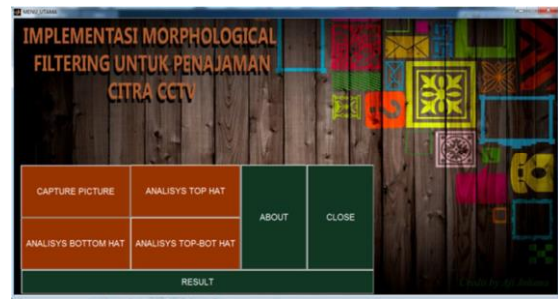 MENU_UTAMA
IMPLEMENTASI MORPHOLOGICAL
FILTERING UNTUK PENAJAMAN
CITRA CCTV
CAPTURE PICTURE
ANALISYS TOP HAT
ABOUT
CLOSE
ANALISYS BOTTOM HAT
ANALISYS TOP-BOT HAT
RESULT